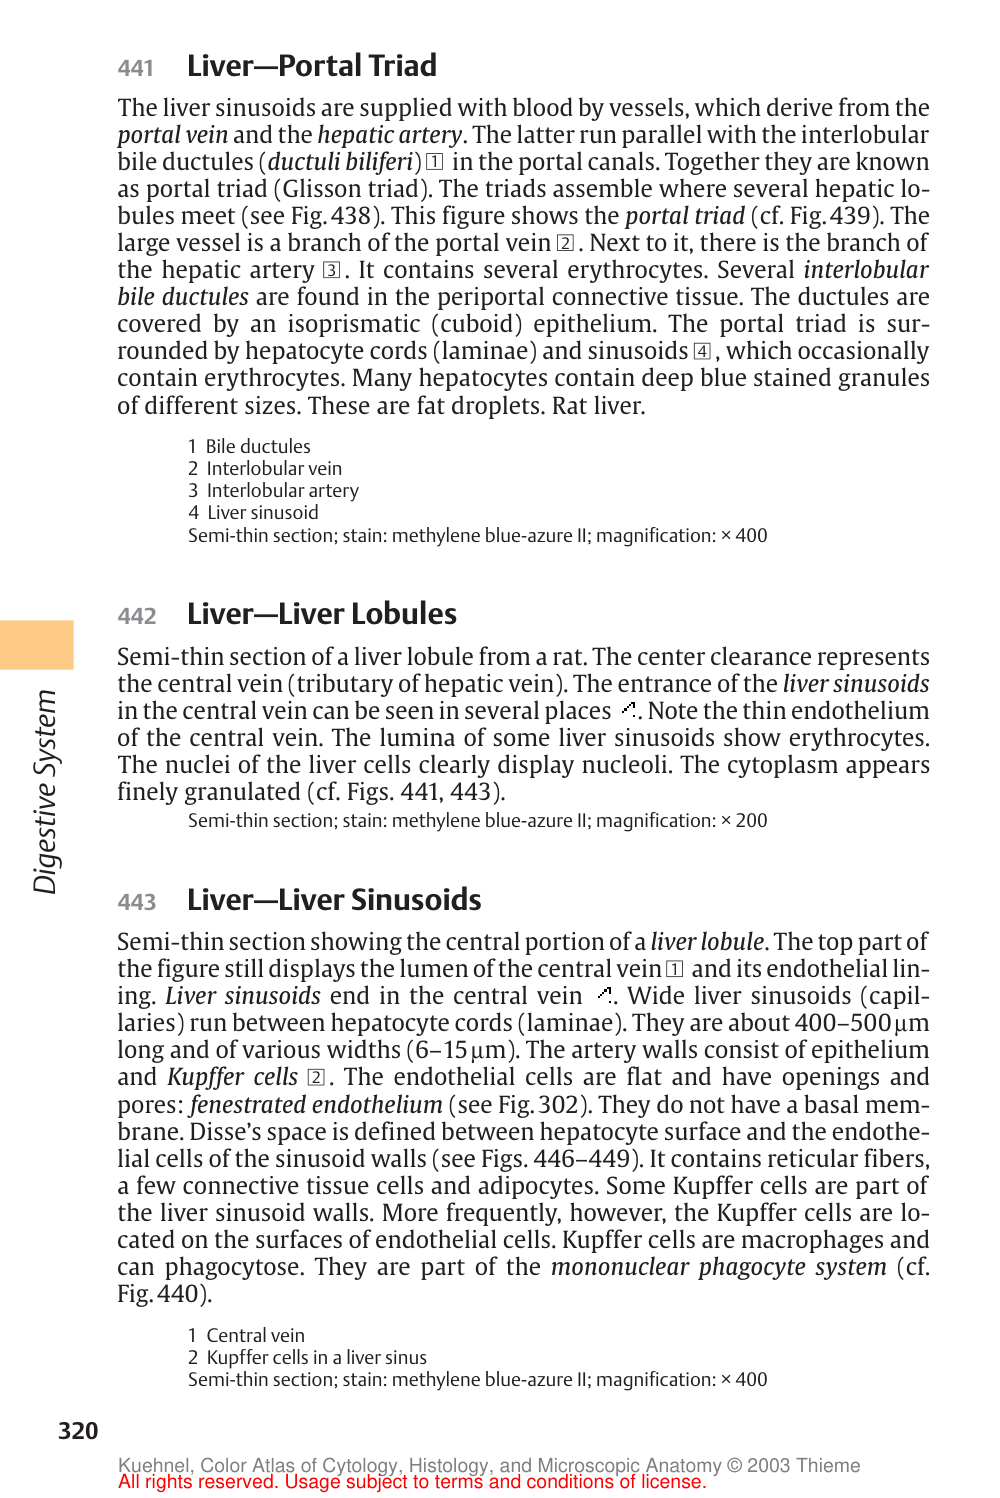 441 Liver—Portal Triad
The liver sinusoids are supplied with blood by vessels, which derive from the
portal vein and the hepatic artery. The latter run parallel with the interlobular
bile ductules (ductuli biliferi) 1 in the portal canals. Together they are known
as portal triad (Glisson triad). The triads assemble where several hepatic lo-
bules meet (see Fig. 438). This figure shows the portal triad (cf. Fig. 439). The
large vessel is a branch of the portal vein 2. Next to it, there is the branch of
the hepatic artery 3. It contains several erythrocytes. Several interlobular
bile ductules are found in the periportal connective tissue. The ductules are
covered by an isoprismatic (cuboid) epithelium. The portal triad is sur-
rounded by hepatocyte cords (laminae) and sinusoids 4, which occasionally
contain erythrocytes. Many hepatocytes contain deep blue stained granules
of different sizes. These are fat droplets. Rat liver.
1 Bile ductules
2 Interlobular vein
3 Interlobular artery
4 Liver sinusoid
Semi-thin section; stain: methylene blue-azure II; magnification: × 400
442 Liver—Liver Lobules
Semi-thin section of a liver lobule from a rat. The center clearance represents
the central vein (tributary of hepatic vein). The entrance of the liver sinusoids
in the central vein can be seen in several places. Note the thin endothelium
of the central vein. The lumina of some liver sinusoids show erythrocytes.
The nuclei of the liver cells clearly display nucleoli. The cytoplasm appears
finely granulated (cf. Figs. 441, 443).
Semi-thin section; stain: methylene blue-azure II; magnification: × 200
443 Liver—Liver Sinusoids
Semi-thin section showing the central portion of a liver lobule. The top part of
the figure still displays the lumen of the central vein 1 and its endothelial lin-
ing. Liver sinusoids end in the central vein. Wide liver sinusoids (capil-
laries) run between hepatocyte cords (laminae). They are about 400–500 µm
long and of various widths (6–15 µm). The artery walls consist of epithelium
and Kupffer cells 2. The endothelial cells are flat and have openings and
pores: fenestrated endothelium (see Fig. 302). They do not have a basal mem-
brane. Disse's space is defined between hepatocyte surface and the endothe-
lial cells of the sinusoid walls (see Figs. 446–449). It contains reticular fibers,
a few connective tissue cells and adipocytes. Some Kupffer cells are part of
the liver sinusoid walls. More frequently, however, the Kupffer cells are lo-
cated on the surfaces of endothelial cells. Kupffer cells are macrophages and
can phagocytose. They are part of the mononuclear phagocyte system (cf.
Fig. 440).
1 Central vein
2 Kupffer cells in a liver sinus
Semi-thin section; stain: methylene blue-azure II; magnification: × 400
Digestive System
320
Kuehnel, Color Atlas of Cytology, Histology, and Microscopic Anatomy © 2003 Thieme
All rights reserved. Usage subject to terms and conditions of license.